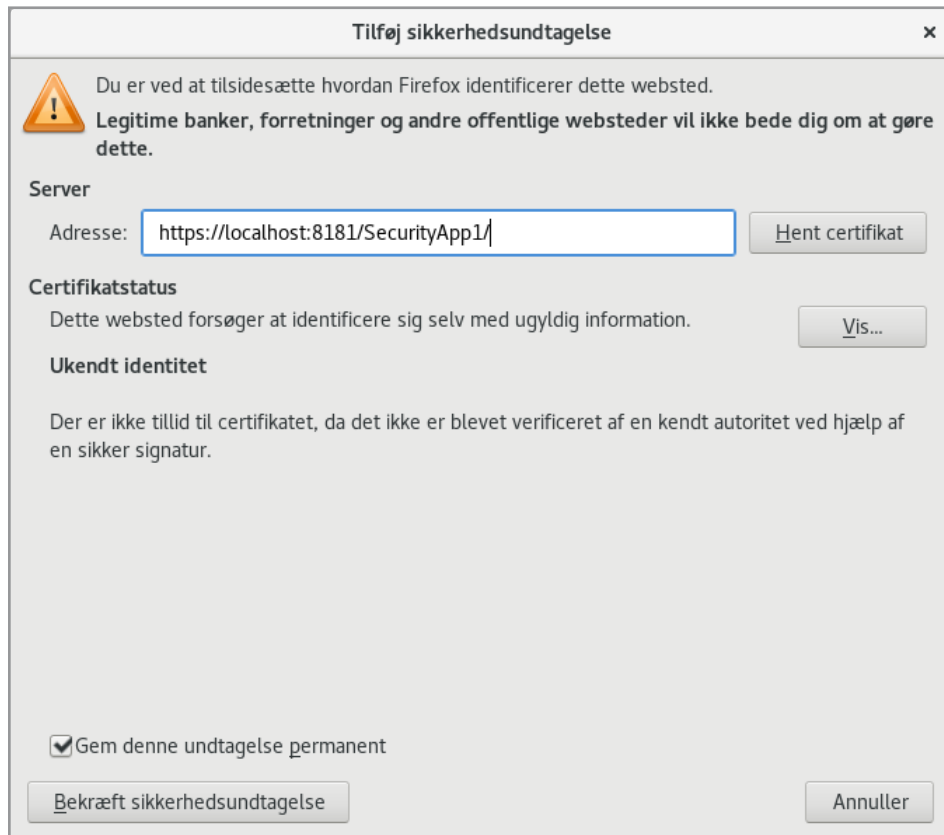 Tilføj sikkerhedsundtagelse
Du er ved at tilsidesætte hvordan Firefox identificerer dette websted.
Legitime banker, forretninger og andre offentlige websteder vil ikke bede dig om at gøre
dette.
Server
Adresse: https://localhost:8181/SecurityApp1/ Hent certifikat
Certifikatstatus
Dette websted forsøger at identificere sig selv med ugyldig information. Vis...
Ukendt identitet
Der er ikke tillid til certifikatet, da det ikke er blevet verificeret af en kendt autoritet ved hjælp af
en sikker signatur.
Gem denne undtagelse permanent
Bekræft sikkerhedsundtagelse Annuller